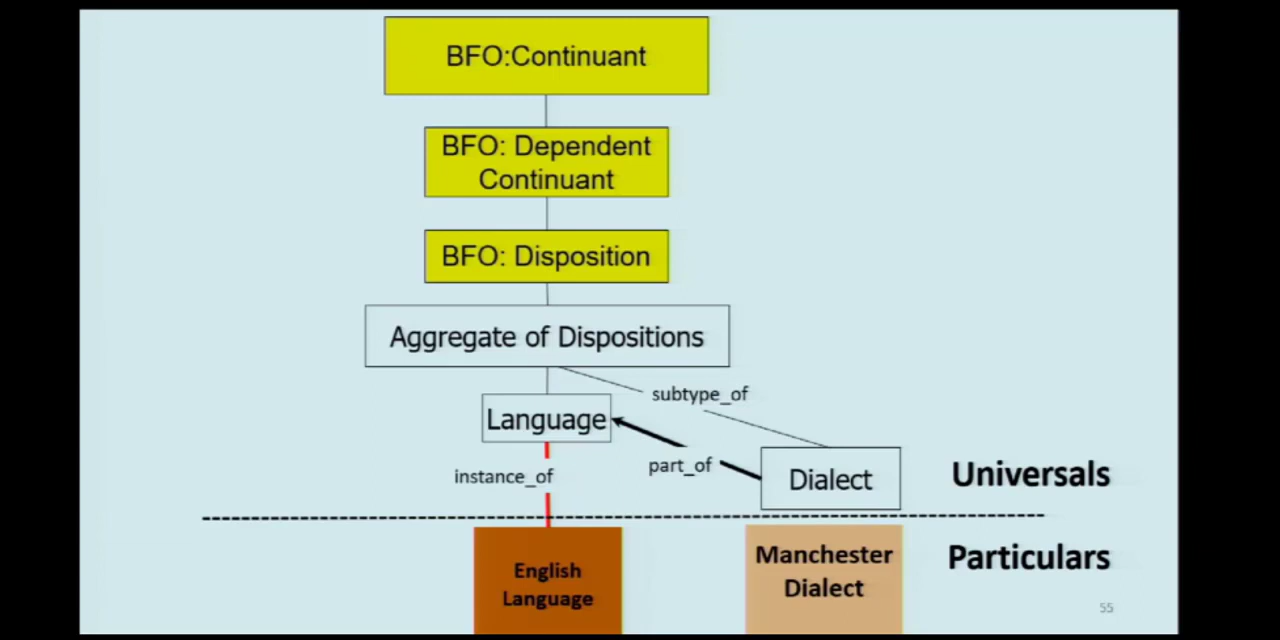 BFO:Continuant
BFO: Dependent
Continuant
BFO: Disposition
Aggregate of Dispositions
subtype_of
Language
part_of
instance_of
Dialect
Universals
English
Language
Manchester
Dialect
Particulars
55